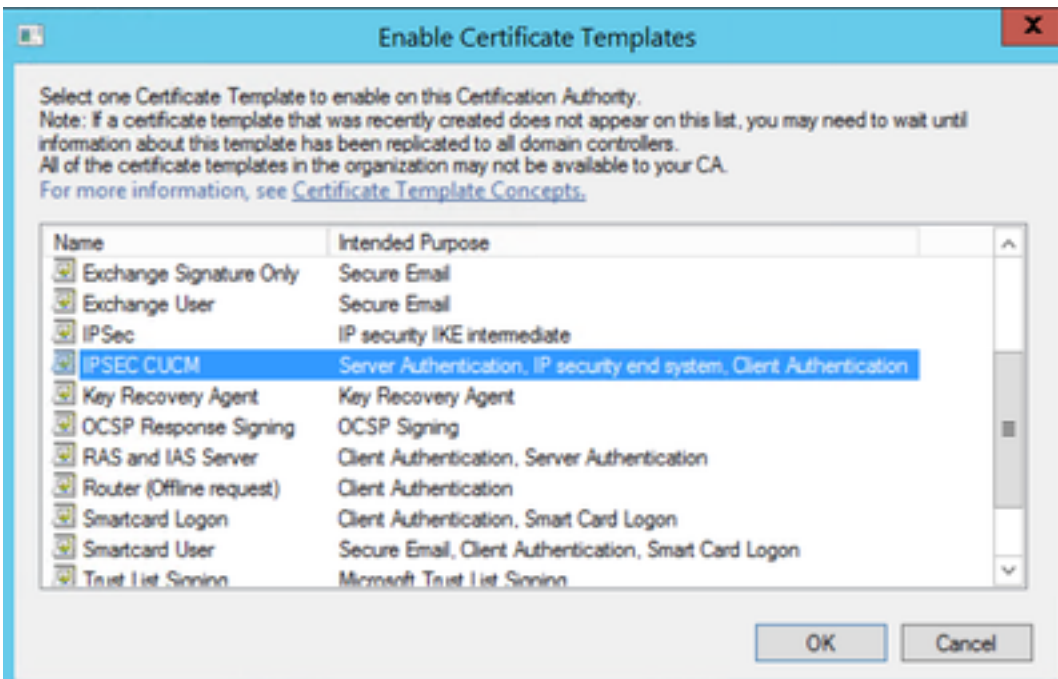 Enable Certificate Templates
X
Select one Certificate Template to enable on this Certification Authority.
Note: If a certificate template that was recently created does not appear on this list, you may need to wait until
information about this template has been replicated to all domain controllers.
All of the certificate templates in the organization may not be available to your CA.
For more information, see Certificate Template Concepts.
Name Intended Purpose
Exchange Signature Only Secure Email
Exchange User Secure Email
IPSec IP security IKE intermediate
IPSEC CUCM Server Authentication, IP security end system, Client Authentication
Key Recovery Agent Key Recovery Agent
OCSP Response Signing OCSP Signing
RAS and IAS Server Client Authentication, Server Authentication
Router (Offline request) Client Authentication
Smartcard Logon Client Authentication, Smart Card Logon
Smartcard User Secure Email, Client Authentication, Smart Card Logon
Trust List Signing Microsoft Trust List Signing
OK Cancel